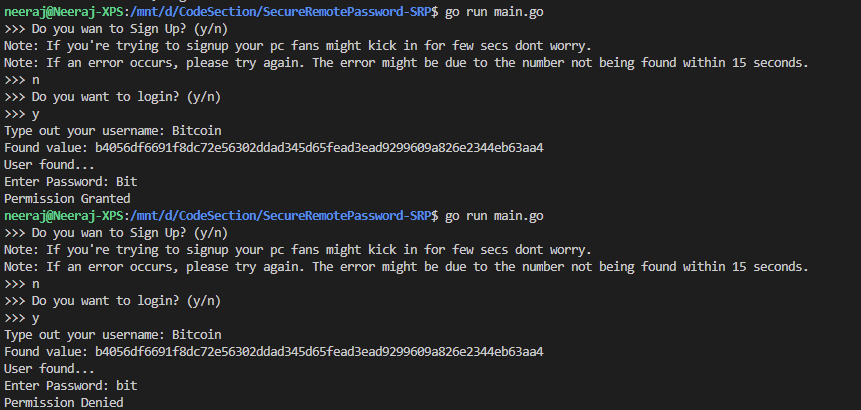 neeraj@Neeraj-XPS:/mnt/d/CodeSection/SecureRemotePassword-SRP$ go run main.go
>>> Do you wan to Sign Up? (y/n)
Note: If you're trying to signup your pc fans might kick in for few secs dont worry.
Note: If an error occurs, please try again. The error might be due to the number not being found within 15 seconds.
>>> n
>>> Do you want to login? (y/n)
>>> y
Type out your username: Bitcoin
Found value: b4056df6691f8dc72e56302ddad345d65fead3ead9299609a826e2344eb63aa4
User found...
Enter Password: Bit
Permission Granted
neeraj@Neeraj-XPS:/mnt/d/CodeSection/SecureRemotePassword-SRP$ go run main.go
>>> Do you wan to Sign Up? (y/n)
Note: If you're trying to signup your pc fans might kick in for few secs dont worry.
Note: If an error occurs, please try again. The error might be due to the number not being found within 15 seconds.
>>> n
>>> Do you want to login? (y/n)
>>> y
Type out your username: Bitcoin
Found value: b4056df6691f8dc72e56302ddad345d65fead3ead9299609a826e2344eb63aa4
User found...
Enter Password: bit
Permission Denied